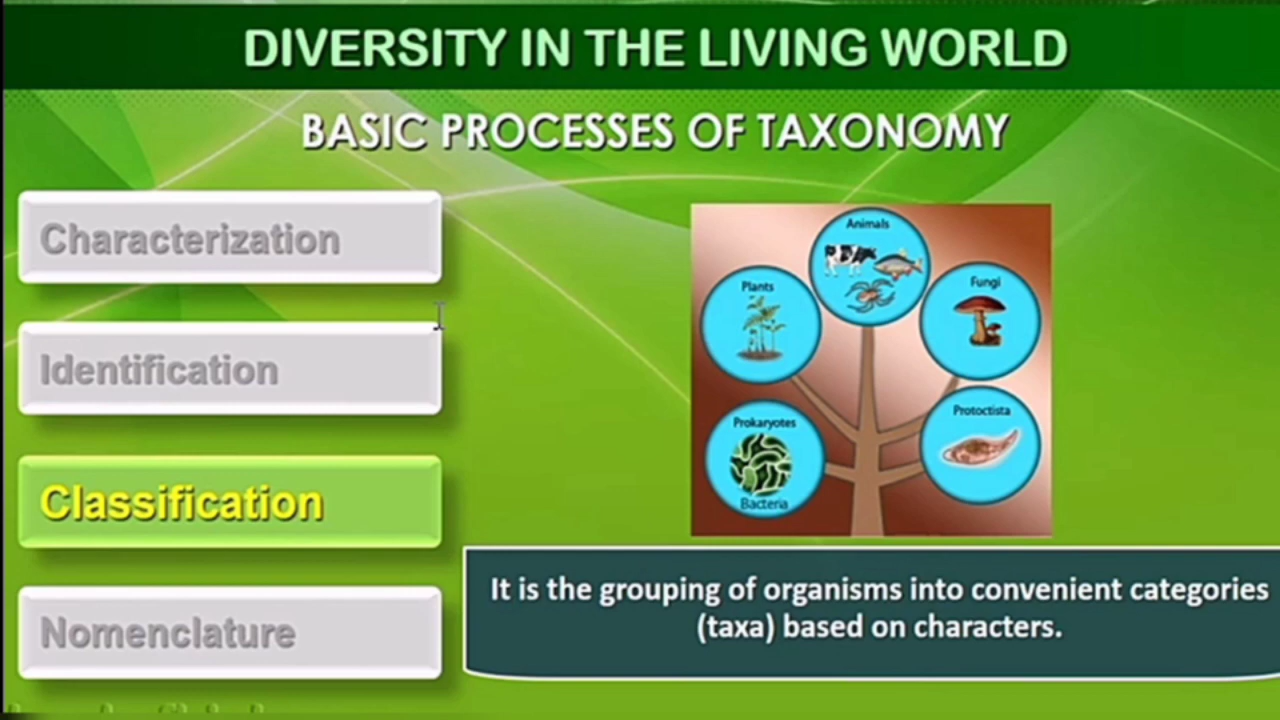 DIVERSITY IN THE LIVING WORLD
BASIC PROCESSES OF TAXONOMY
Characterization
Identification
Classification
Nomenclature
Animals
Plants
Fungi
Prokaryotes
Bacteria
Protoctista
It is the grouping of organisms into convenient categories
(taxa) based on characters.